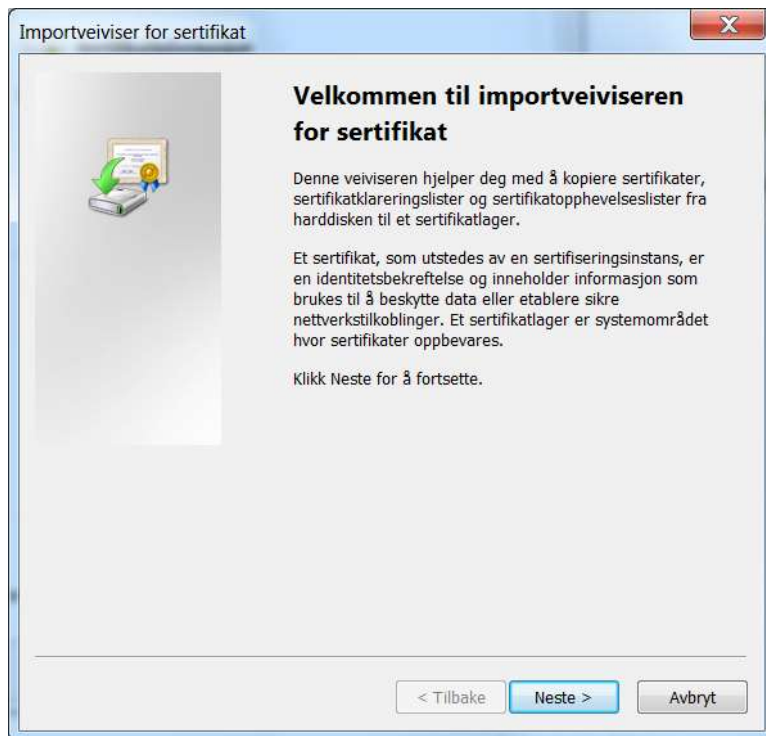 Importveiviser for sertifikat
Velkommen til importveiviseren
for sertifikat
Denne veiviseren hjelper deg med å kopiere sertifikater,
sertifikatklareringslister og sertifikatopphevelseslister fra
harddisken til et sertifikatlager.
Et sertifikat, som utstedes av en sertifiseringsinstans, er
en identitetsbekreftelse og inneholder informasjon som
brukes til å beskytte data eller etablere sikre
nettverkstilkoblinger. Et sertifikatlager er systemområdet
hvor sertifikater oppbevares.
Klikk Neste for å fortsette.
< Tilbake
Neste >
Avbryt